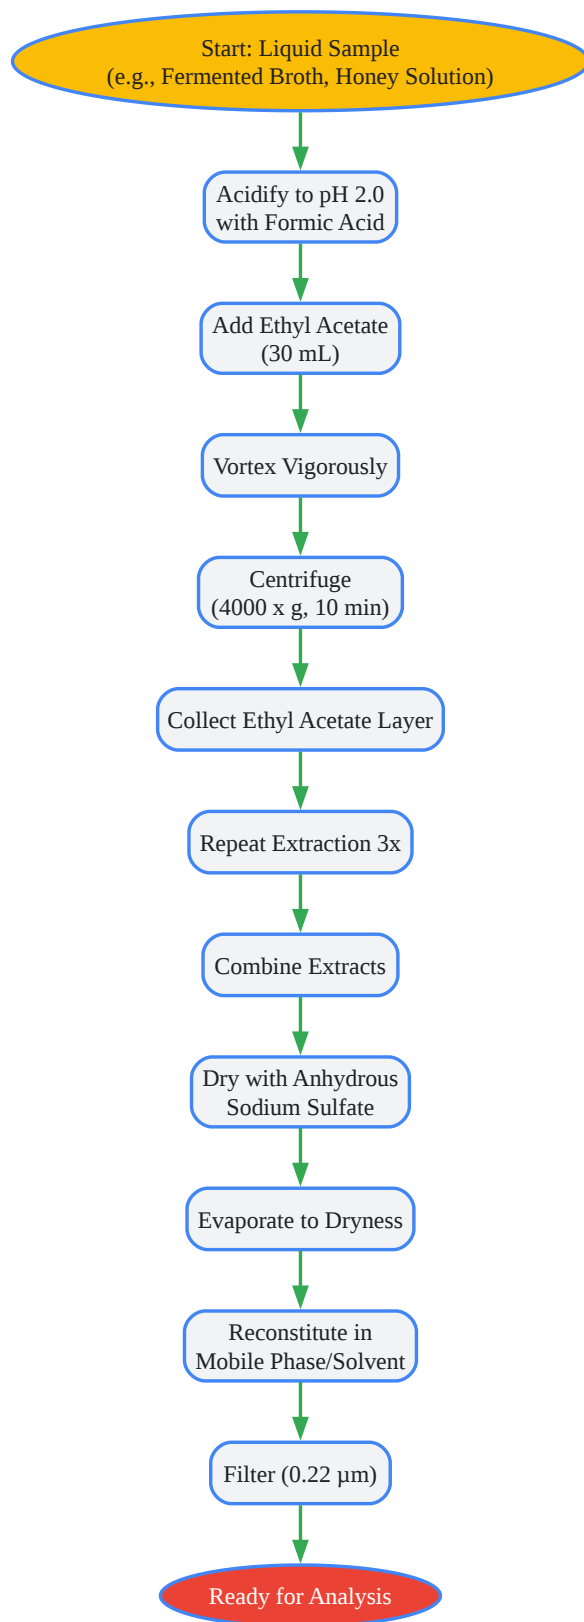 Start: Liquid Sample
(e.g., Fermented Broth, Honey Solution)
Acidify to pH 2.0
with Formic Acid
Add Ethyl Acetate
(30 mL)
Vortex Vigorously
Centrifuge
(4000 x g, 10 min)
Collect Ethyl Acetate Layer
Repeat Extraction 3x
Combine Extracts
Dry with Anhydrous
Sodium Sulfate
Evaporate to Dryness
Reconstitute in
Mobile Phase/Solvent
Filter (0.22 µm)
Ready for Analysis